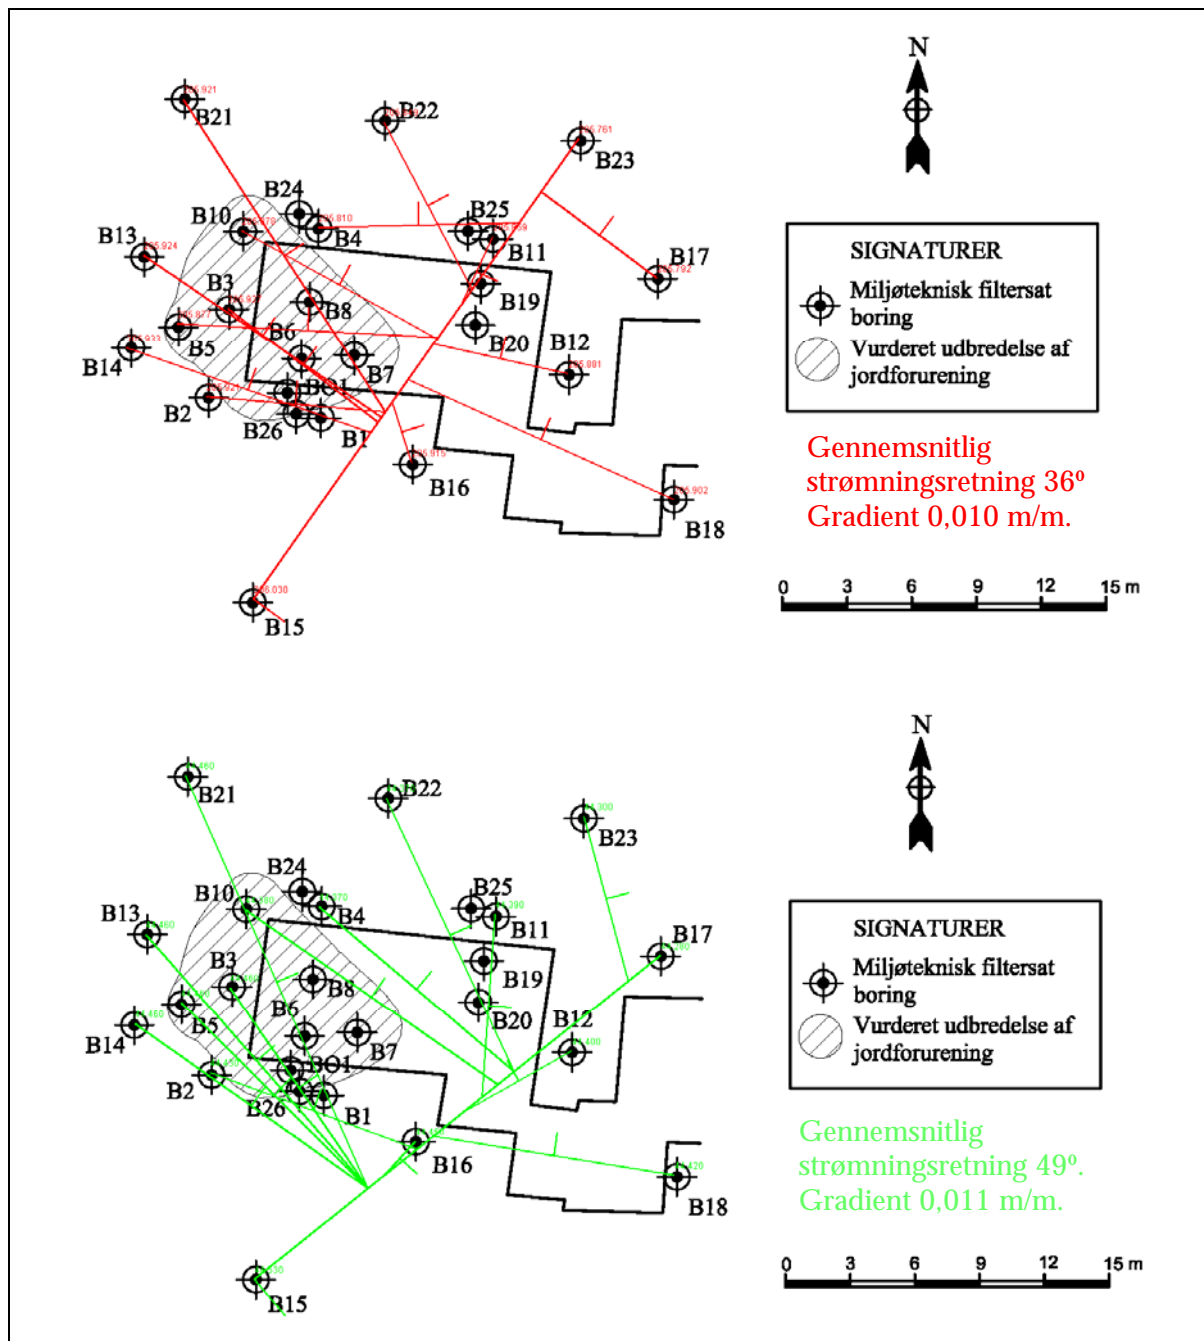 N
B21
B22
B23
B24
B10
B4
B25
B11
B13
B17
B3
B8
B19
B5
B6
B20
B14
B7
B12
B2
BO1
B26
B1
B16
B18
B15
205.761
SIGNATURER
Miljøteknisk filtersat
boring
Vurderet udbredelse af
jordforurening
Gennemsnitlig
strømningsretning 36º
Gradient 0,010 m/m.
0 3 6 9 12 15 m
N
B21
B22
B23
B24
B10
B4
B25
B11
B13
B17
B3
B8
B19
B5
B6
B20
B14
B7
B12
B2
BO1
B26
B1
B16
B18
B15
SIGNATURER
Miljøteknisk filtersat
boring
Vurderet udbredelse af
jordforurening
Gennemsnitlig
strømningsretning 49º.
Gradient 0,011 m/m.
0 3 6 9 12 15 m